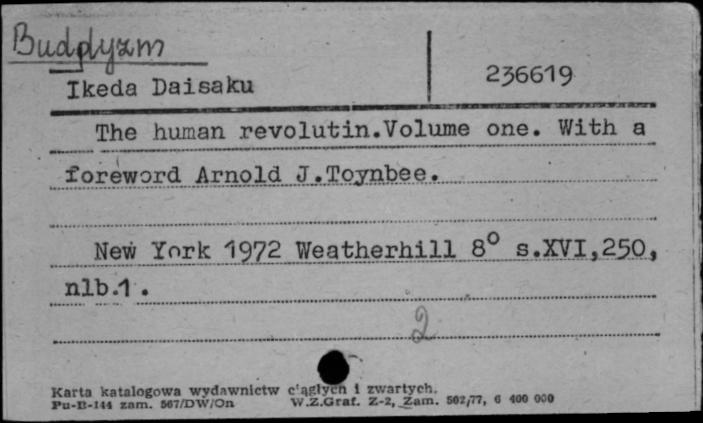 Buddyzm
236619
Ikeda Daisaku
The human revolutin.Volume one. With a
foreword Arnold J.Toynbee.
New York 1972 Weatherhill 8° s.XVI,250,
nlb.1.
2
Karta katalogowa wydawnictw ciągłych i zwartych.
Pu-B-144 zam. 567/DW/On W.Z.Graf. Z-2, Zam. 502/77, 6 400 000